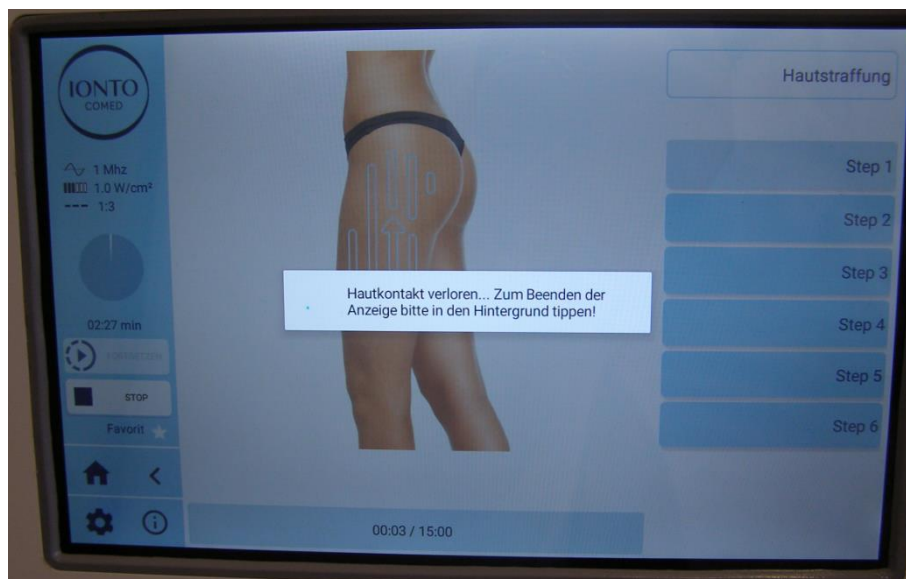 IONTO
COMED
1 Mhz
1.0 W/cm²
1:3
02:27 min
FORTSETZEN
STOP
Favorit
Hautkontakt verloren... Zum Beenden der
Anzeige bitte in den Hintergrund tippen!
00:03 / 15:00
Hautstraffung
Step 1
Step 2
Step 3
Step 4
Step 5
Step 6